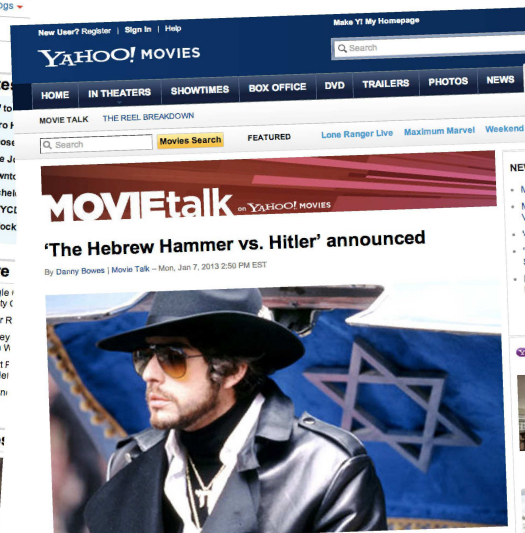 New User? Register | Sign In | Help
Make Y! My Homepage
YAHOO! MOVIES
Search
HOME IN THEATERS SHOWTIMES BOX OFFICE DVD TRAILERS PHOTOS NEWS
MOVIE TALK THE REEL BREAKDOWN
Search Movies Search FEATURED Lone Ranger Live Maximum Marvel Weekend
MOVIEtalk on YAHOO! MOVIES
‘The Hebrew Hammer vs. Hitler’ announced
By Danny Bowes | Movie Talk – Mon, Jan 7, 2013 2:50 PM EST